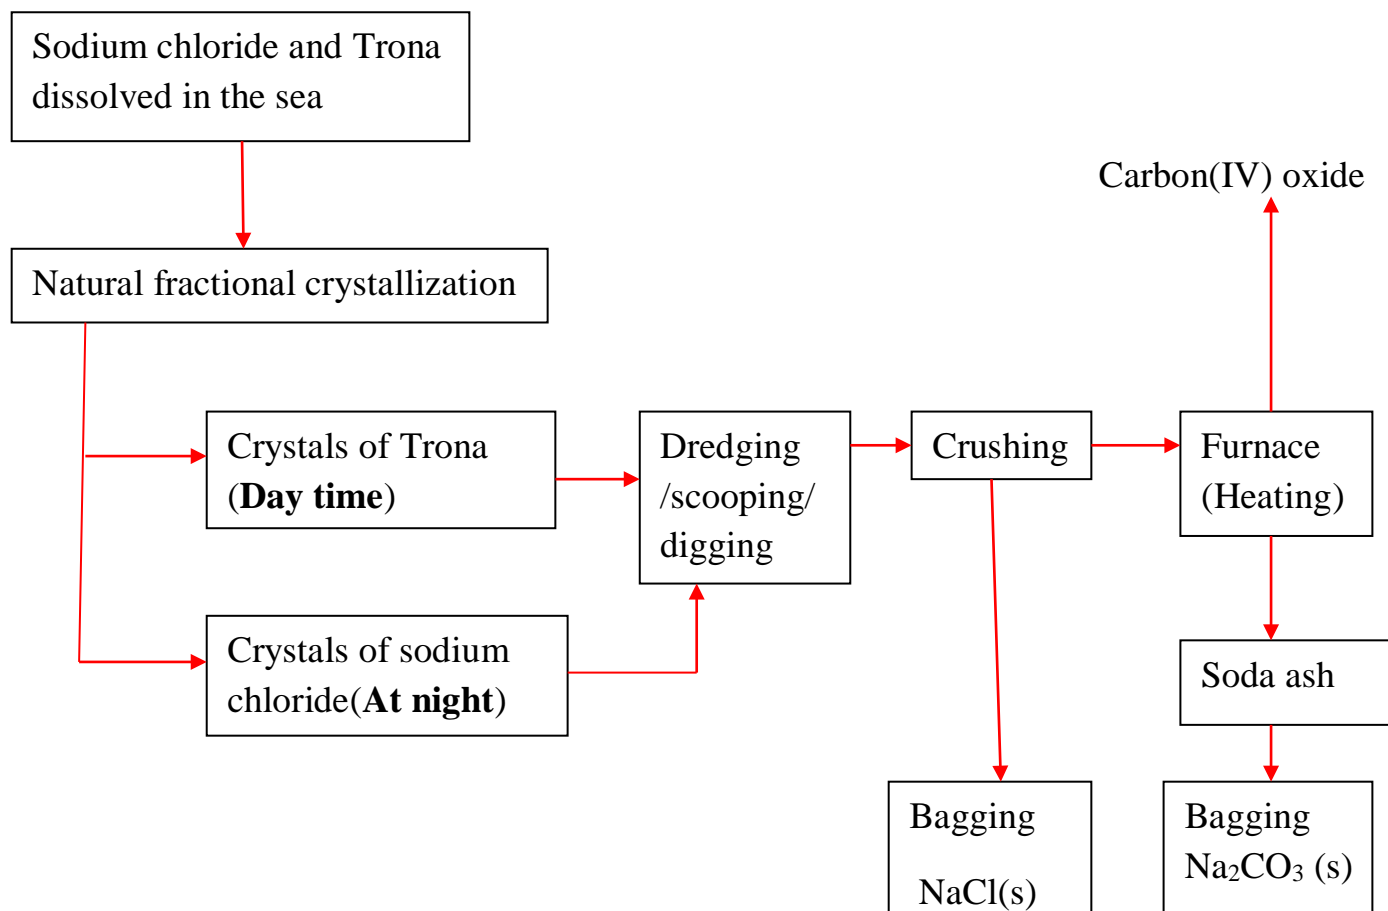 Sodium chloride and Trona
dissolved in the sea
Carbon(IV) oxide
Natural fractional crystallization
Crystals of Trona
(Day time)
Dredging
/scooping/
digging
Crushing
Furnace
(Heating)
Crystals of sodium
chloride(At night)
Soda ash
Bagging
NaCl(s)
Bagging
Na₂CO₃ (s)